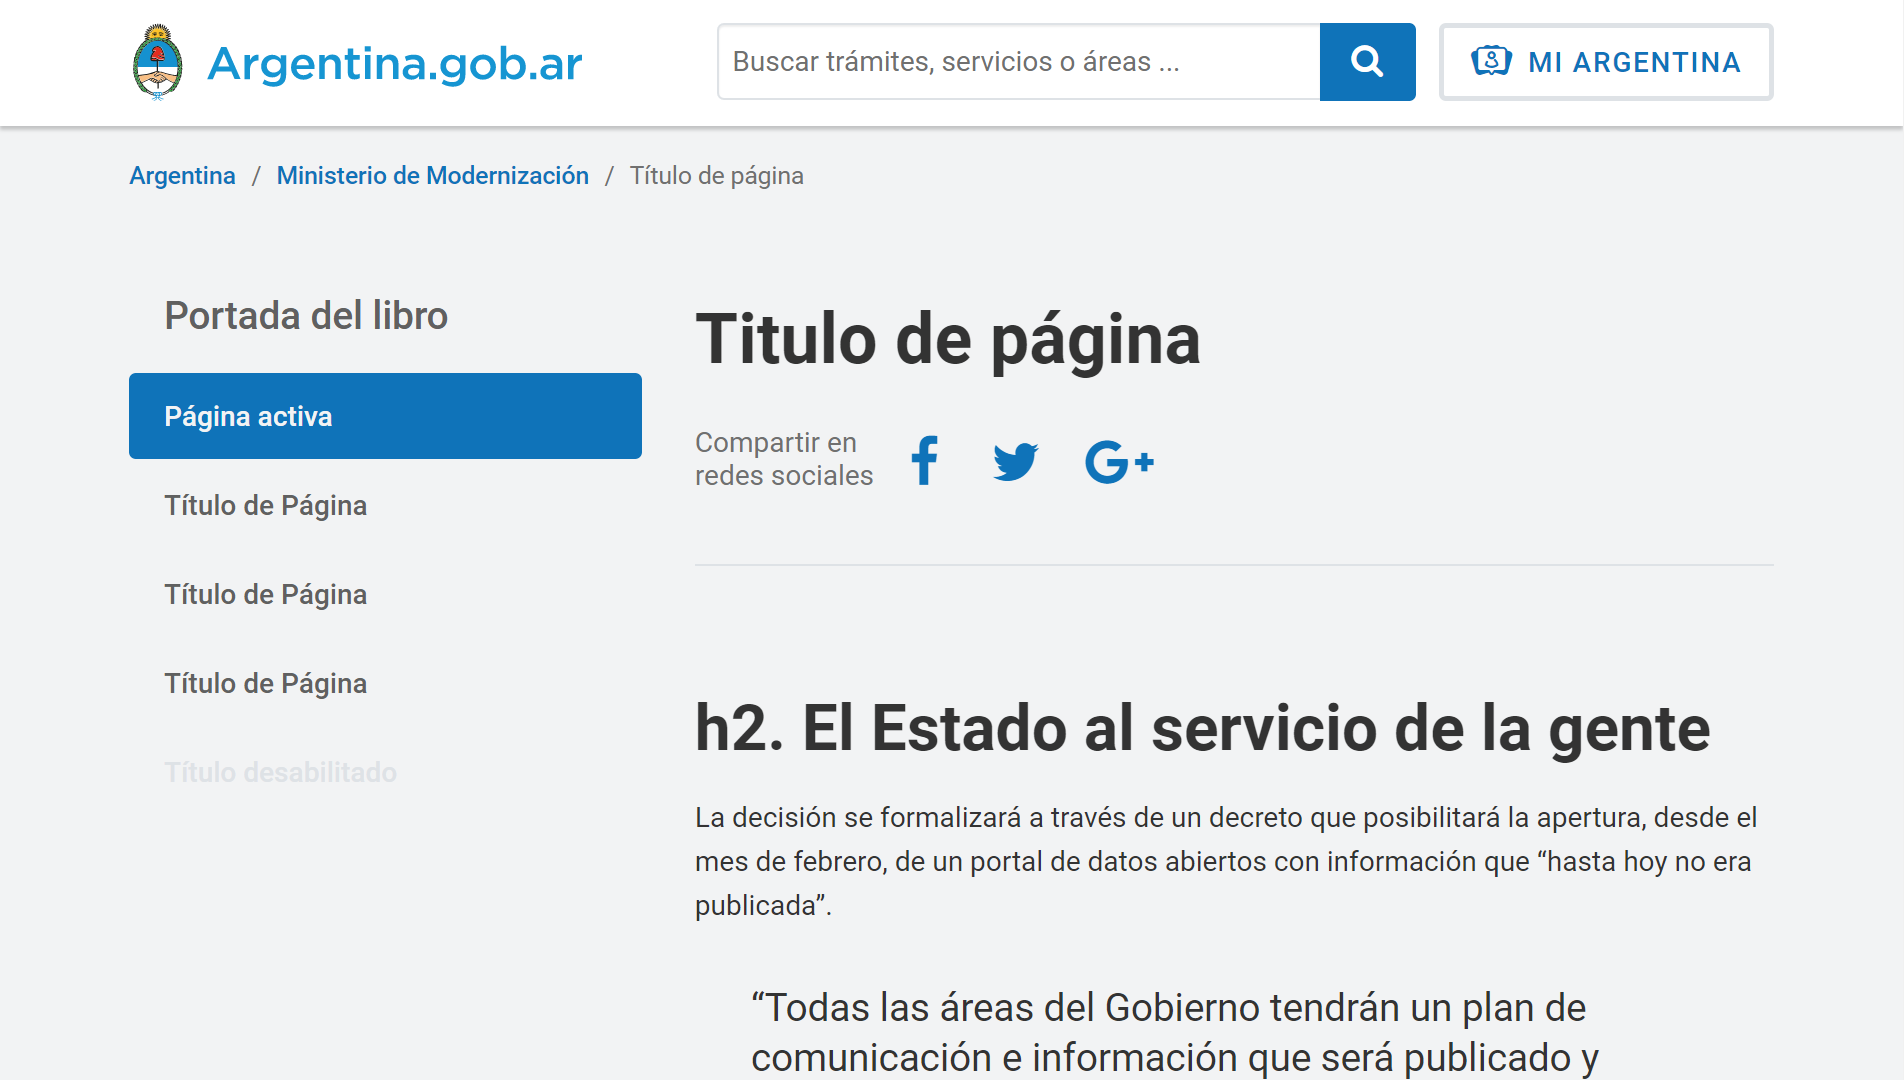 Argentina.gob.ar
Buscar trámites, servicios o áreas ...
MI ARGENTINA
Argentina / Ministerio de Modernización / Título de página
Portada del libro
Página activa
Título de Página
Título de Página
Título de Página
Título desabilitado
Titulo de página
Compartir en
redes sociales
h2. El Estado al servicio de la gente
La decisión se formalizará a través de un decreto que posibilitará la apertura, desde el
mes de febrero, de un portal de datos abiertos con información que “hasta hoy no era
publicada”.
“Todas las áreas del Gobierno tendrán un plan de
comunicación e información que será publicado y